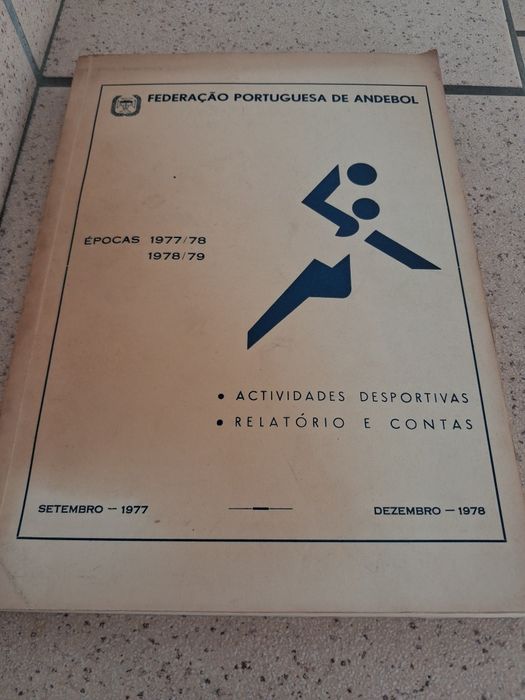 FEDERAÇÃO PORTUGUESA DE ANDEBOL
ÉPOCAS 1977/78
1978/79
• ACTIVIDADES DESPORTIVAS
• RELATÓRIO E CONTAS
SETEMBRO — 1977
DEZEMBRO — 1978